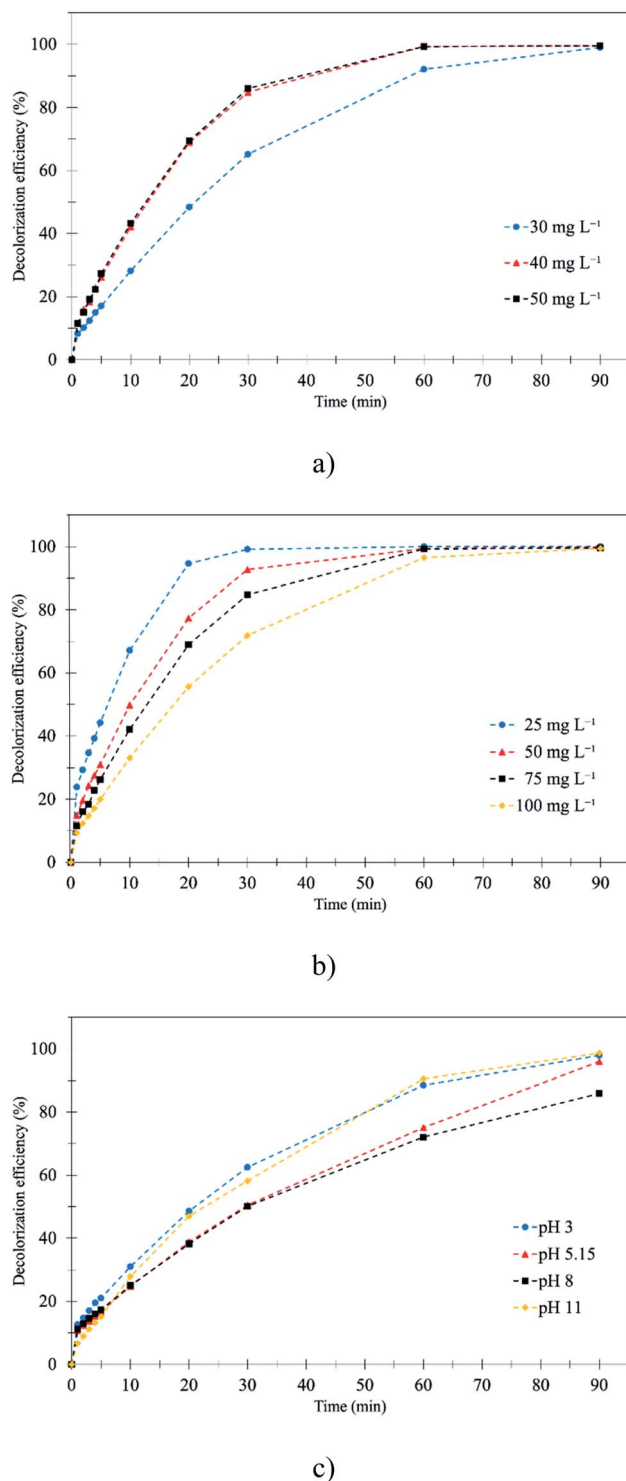 100
80
60
40
20
0
Decolorization efficiency (%)
30 mg L⁻¹
40 mg L⁻¹
50 mg L⁻¹
0 10 20 30 40 50 60 70 80 90
Time (min)
a)
100
80
60
40
20
0
Decolorization efficiency (%)
25 mg L⁻¹
50 mg L⁻¹
75 mg L⁻¹
100 mg L⁻¹
0 10 20 30 40 50 60 70 80 90
Time (min)
b)
100
80
60
40
20
0
Decolorization efficiency (%)
pH 3
pH 5.15
pH 8
pH 11
0 10 20 30 40 50 60 70 80 90
Time (min)
c)